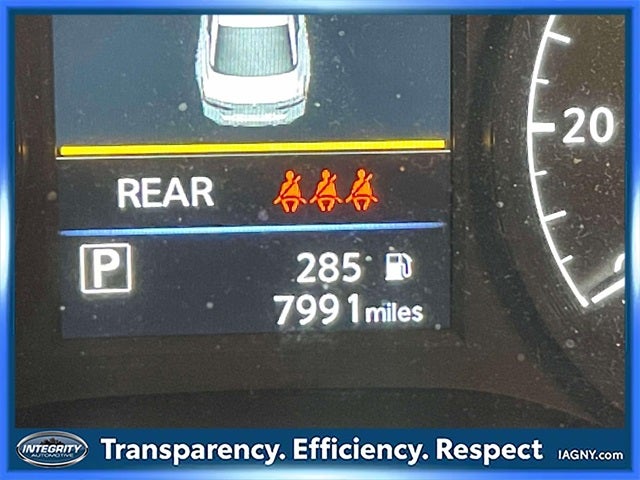 20
REAR
P 285
7991 miles
INTEGRITY
AUTOMOTIVE
Transparency. Efficiency. Respect
IAGNY.com